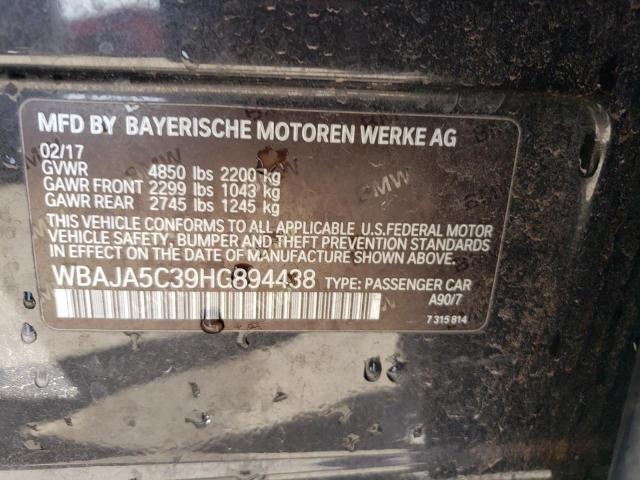 MFD BY BAYERISCHE MOTOREN WERKE AG
02/17
GVWR 4850 lbs 2200 kg
GAWR FRONT 2299 lbs 1043 kg
GAWR REAR 2745 lbs 1245 kg
THIS VEHICLE CONFORMS TO ALL APPLICABLE U.S.FEDERAL MOTOR
VEHICLE SAFETY, BUMPER AND THEFT PREVENTION STANDARDS
IN EFFECT ON THE DATE OF MANUFACTURE SHOWN ABOVE.
WBAJA5C39HG894438 TYPE: PASSENGER CAR
A90/7
7 315 814
BMW
BMW